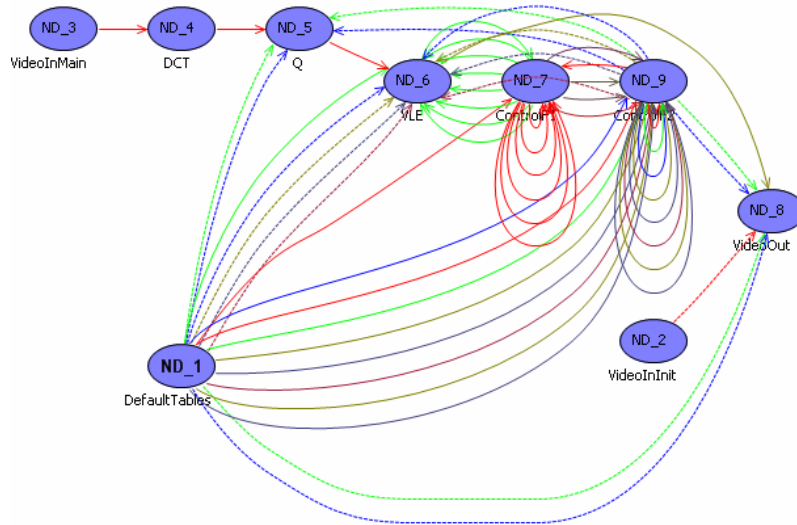 ND_3
VideoInMain
ND_4
DCT
ND_5
Q
ND_6
VLE
ND_7
ND_9
ND_8
VideoOut
ND_2
VideoInInit
ND_1
DefaultTables